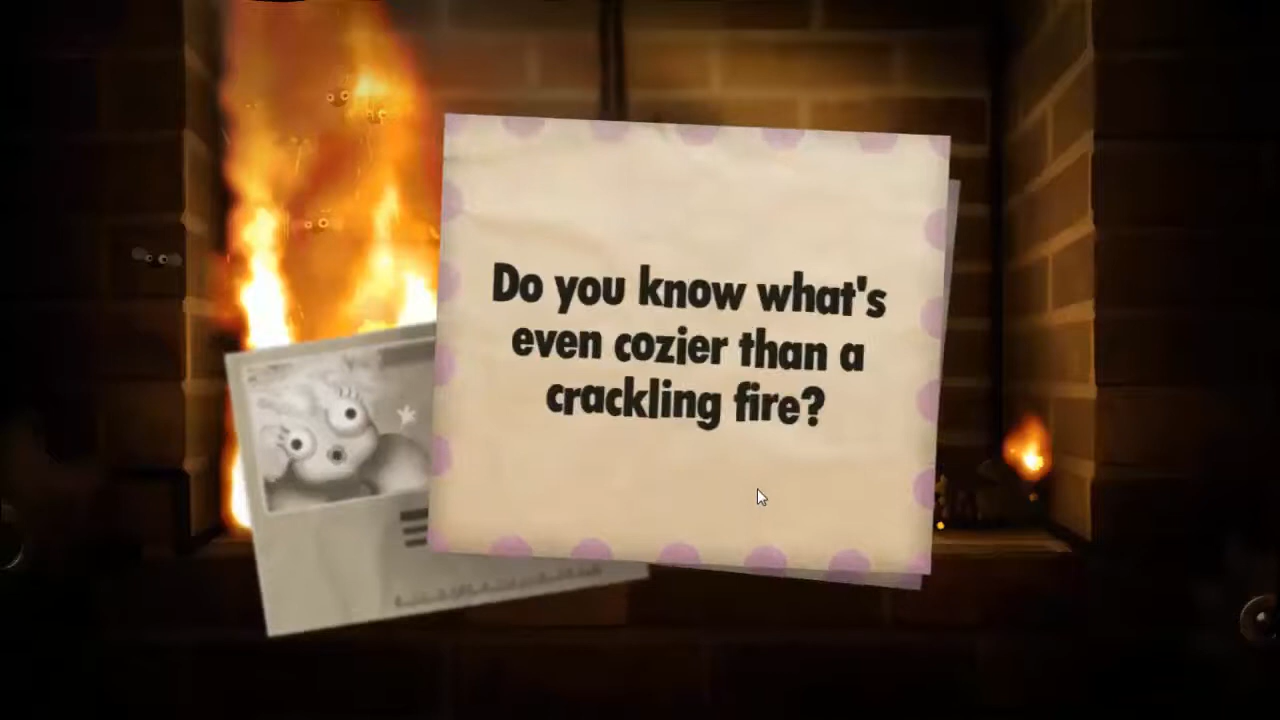 Do you know what's
even cozier than a
crackling fire?